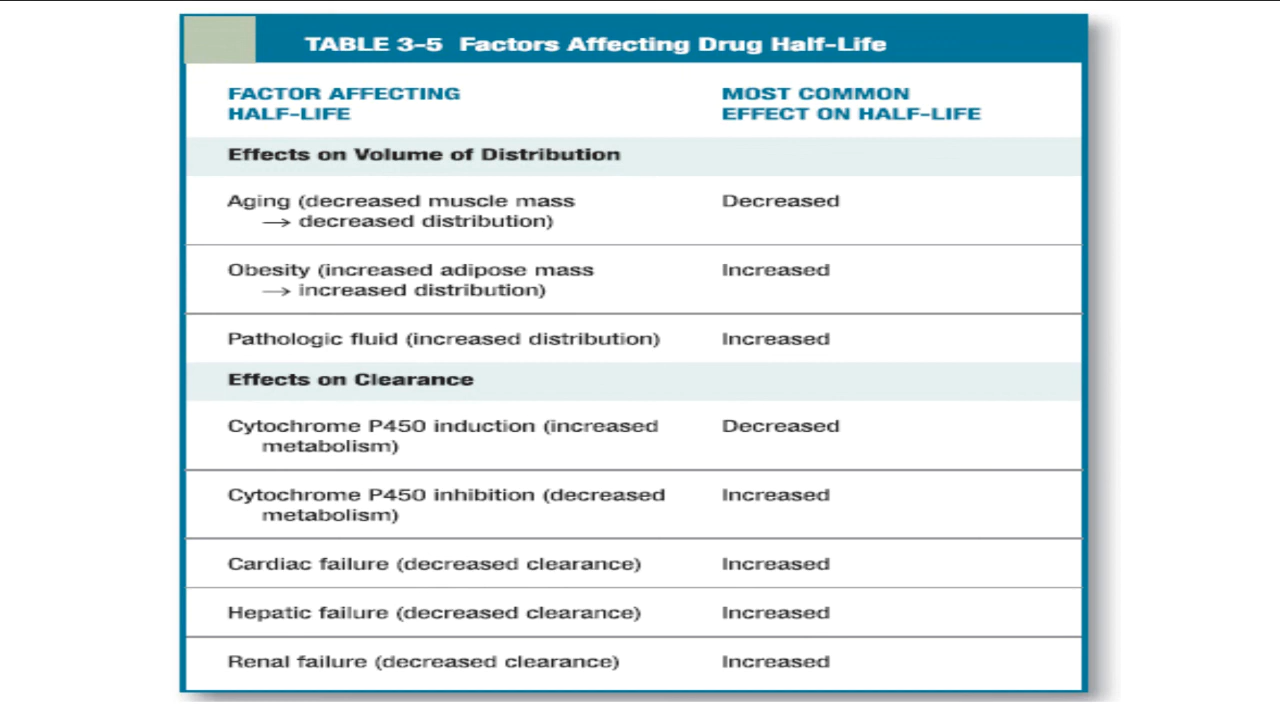 TABLE 3-5 Factors Affecting Drug Half-Life
FACTOR AFFECTING
HALF-LIFE
MOST COMMON
EFFECT ON HALF-LIFE
Effects on Volume of Distribution
Aging (decreased muscle mass
→ decreased distribution)
Decreased
Obesity (increased adipose mass
→ increased distribution)
Increased
Pathologic fluid (increased distribution)
Increased
Effects on Clearance
Cytochrome P450 induction (increased
metabolism)
Decreased
Cytochrome P450 inhibition (decreased
metabolism)
Increased
Cardiac failure (decreased clearance)
Increased
Hepatic failure (decreased clearance)
Increased
Renal failure (decreased clearance)
Increased